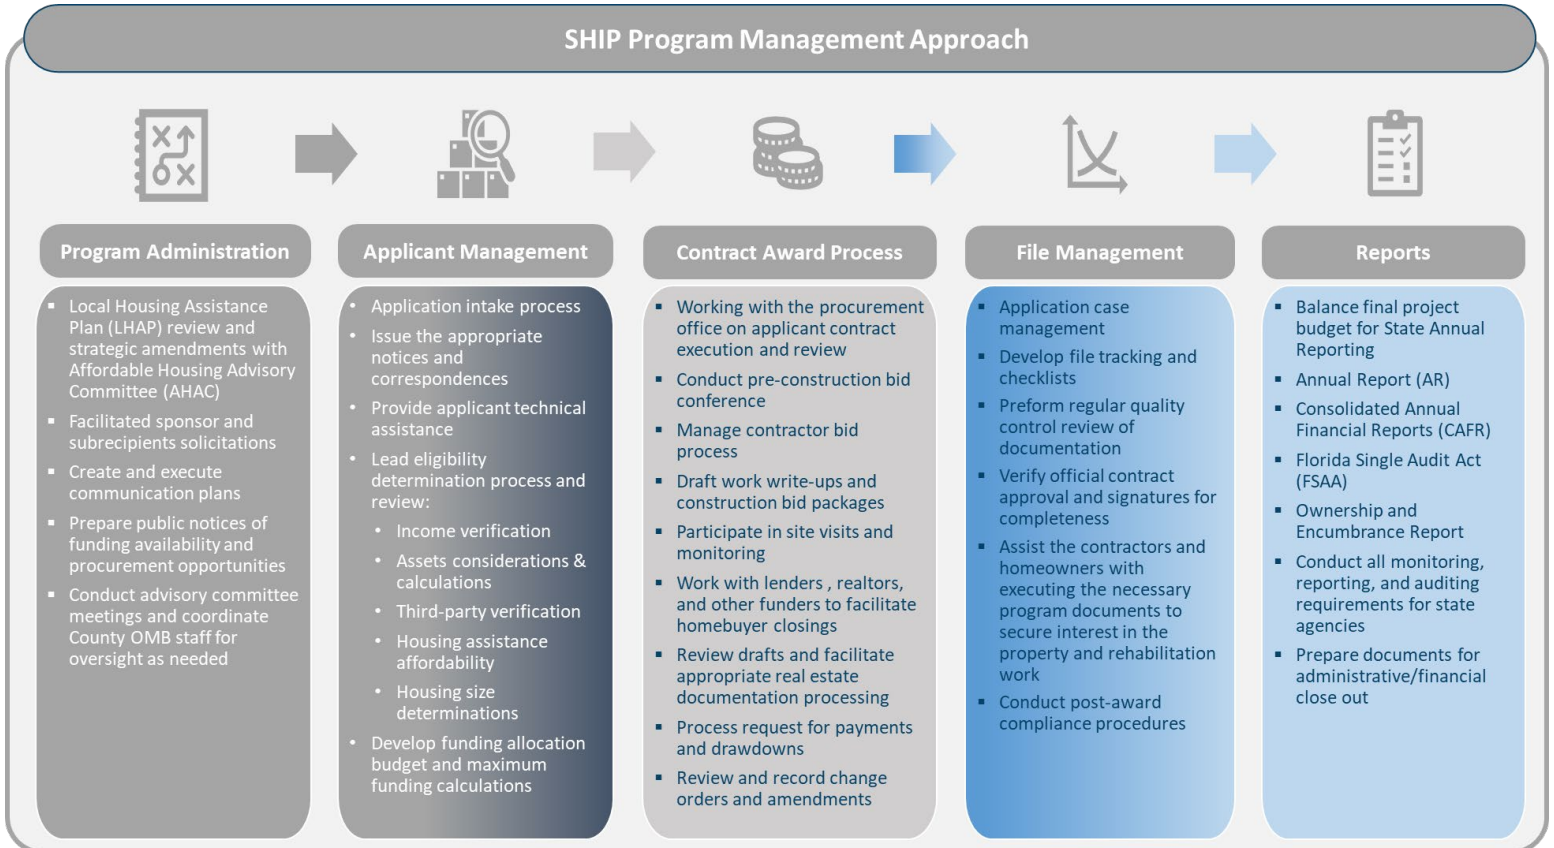 SHIP Program Management Approach
Program Administration
Local Housing Assistance
Plan (LHAP) review and
strategic amendments with
Affordable Housing Advisory
Committee (AHAC)
Facilitated sponsor and
subrecipients solicitations
Create and execute
communication plans
Prepare public notices of
funding availability and
procurement opportunities
Conduct advisory committee
meetings and coordinate
County OMB staff for
oversight as needed
Applicant Management
Application intake process
Issue the appropriate
notices and
correspondences
Provide applicant technical
assistance
Lead eligibility
determination process and
review:
Income verification
Assets considerations &
calculations
Third-party verification
Housing assistance
affordability
Housing size
determinations
Develop funding allocation
budget and maximum
funding calculations
Contract Award Process
Working with the procurement
office on applicant contract
execution and review
Conduct pre-construction bid
conference
Manage contractor bid
process
Draft work write-ups and
construction bid packages
Participate in site visits and
monitoring
Work with lenders , realtors,
and other funders to facilitate
homebuyer closings
Review drafts and facilitate
appropriate real estate
documentation processing
Process request for payments
and drawdowns
Review and record change
orders and amendments
File Management
Application case
management
Develop file tracking and
checklists
Preform regular quality
control review of
documentation
Verify official contract
approval and signatures for
completeness
Assist the contractors and
homeowners with
executing the necessary
program documents to
secure interest in the
property and rehabilitation
work
Conduct post-award
compliance procedures
Reports
Balance final project
budget for State Annual
Reporting
Annual Report (AR)
Consolidated Annual
Financial Reports (CAFR)
Florida Single Audit Act
(FSAA)
Ownership and
Encumbrance Report
Conduct all monitoring,
reporting, and auditing
requirements for state
agencies
Prepare documents for
administrative/financial
close out